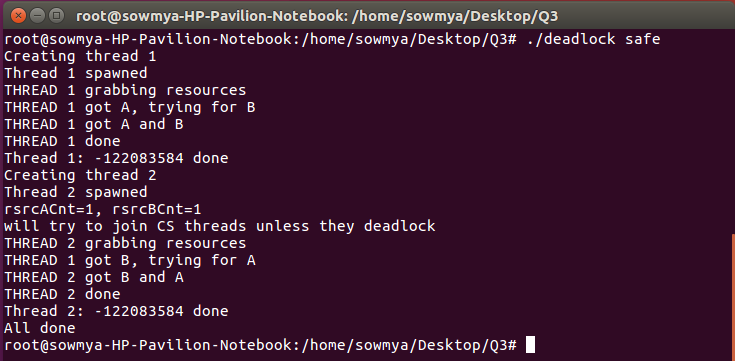 root@sowmya-HP-Pavilion-Notebook: /home/sowmya/Desktop/Q3
root@sowmya-HP-Pavilion-Notebook:/home/sowmya/Desktop/Q3# ./deadlock safe
Creating thread 1
Thread 1 spawned
THREAD 1 grabbing resources
THREAD 1 got A, trying for B
THREAD 1 got A and B
THREAD 1 done
Thread 1: -122083584 done
Creating thread 2
Thread 2 spawned
rsrcACnt=1, rsrcBCnt=1
will try to join CS threads unless they deadlock
THREAD 2 grabbing resources
THREAD 1 got B, trying for A
THREAD 2 got B and A
THREAD 2 done
Thread 2: -122083584 done
All done
root@sowmya-HP-Pavilion-Notebook:/home/sowmya/Desktop/Q3#